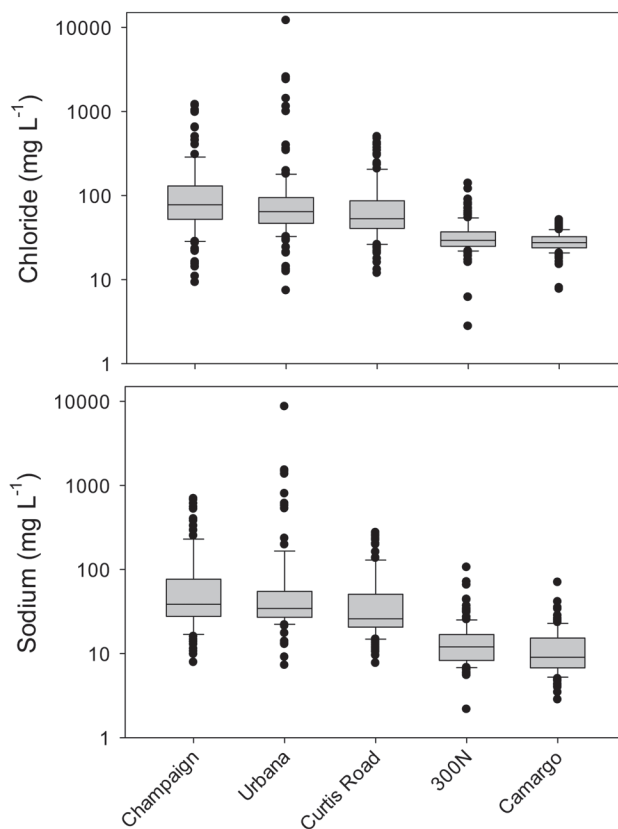 10000
1000
100
10
1
Chloride (mg L⁻¹)
10000
1000
100
10
1
Sodium (mg L⁻¹)
Champaign
Urbana
Curtis Road
300N
Camargo